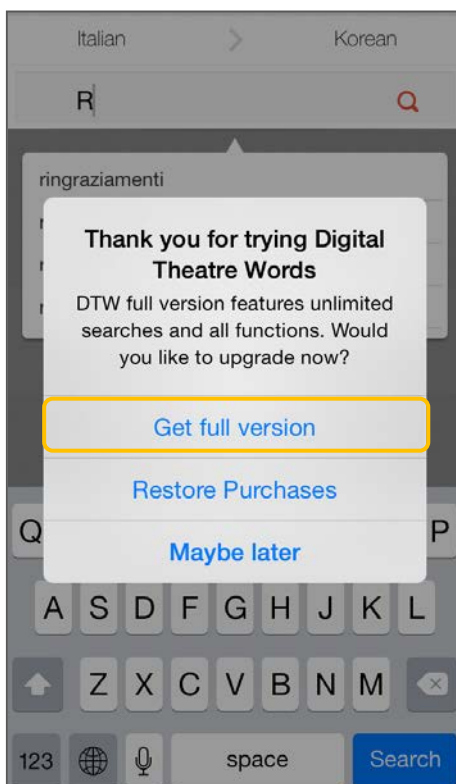 Italian > Korean
R
ringraziamenti
r
r
r
Thank you for trying Digital
Theatre Words
DTW full version features unlimited
searches and all functions. Would
you like to upgrade now?
Get full version
Restore Purchases
Maybe later
Q P
A S D F G H J K L
Z X C V B N M
123 space Search